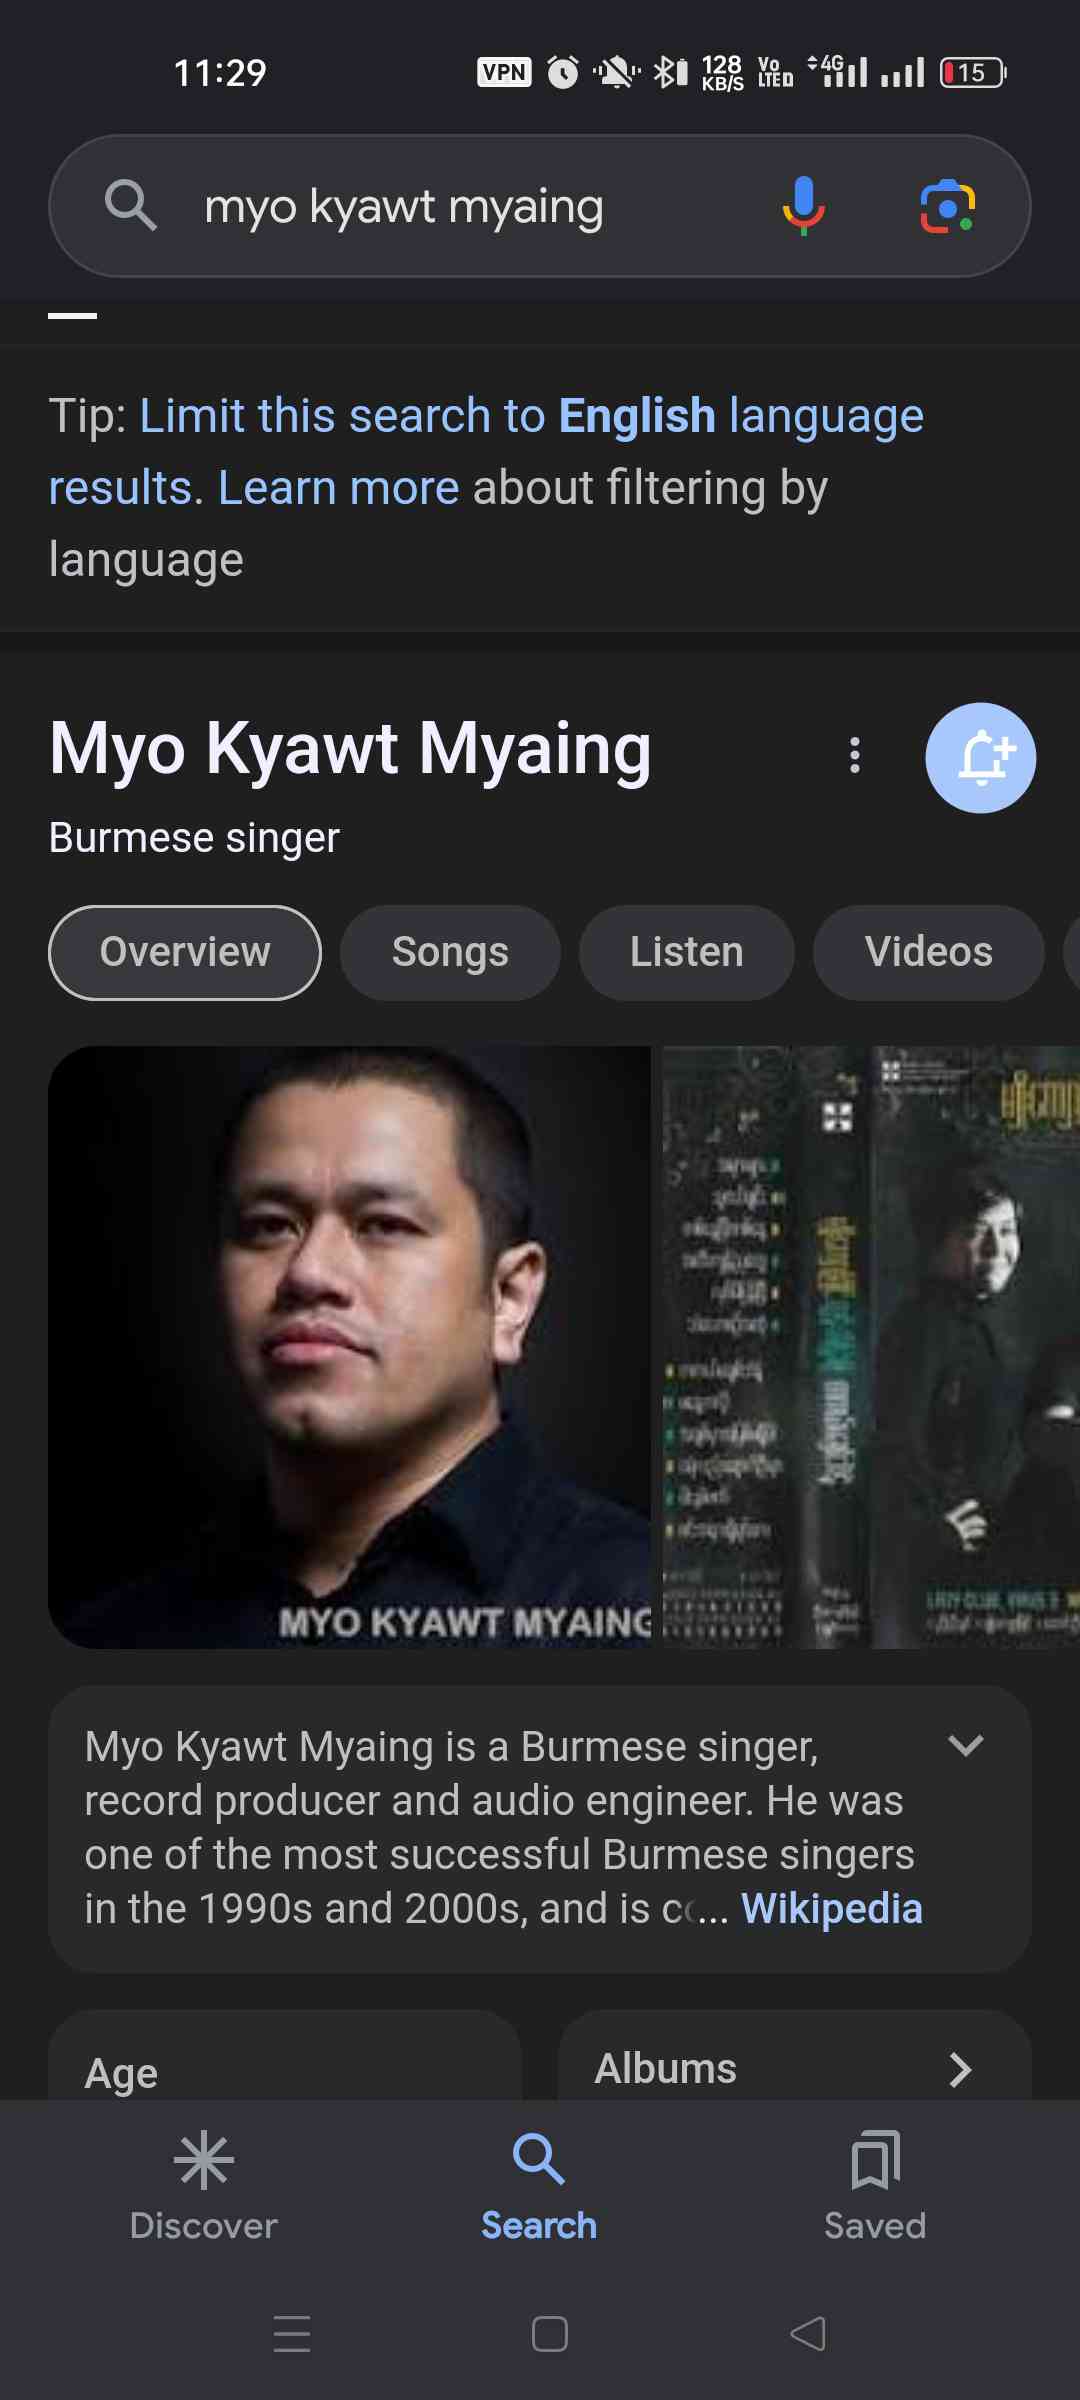 11:29 VPN 128 KB/S Vo LTE 4G 15
myo kyawt myaing
Tip: Limit this search to English language
results. Learn more about filtering by
language
Myo Kyawt Myaing
Burmese singer
Overview Songs Listen Videos
MYO KYAWT MYAING
Myo Kyawt Myaing is a Burmese singer,
record producer and audio engineer. He was
one of the most successful Burmese singers
in the 1990s and 2000s, and is c... Wikipedia
Age Albums
Discover Search Saved